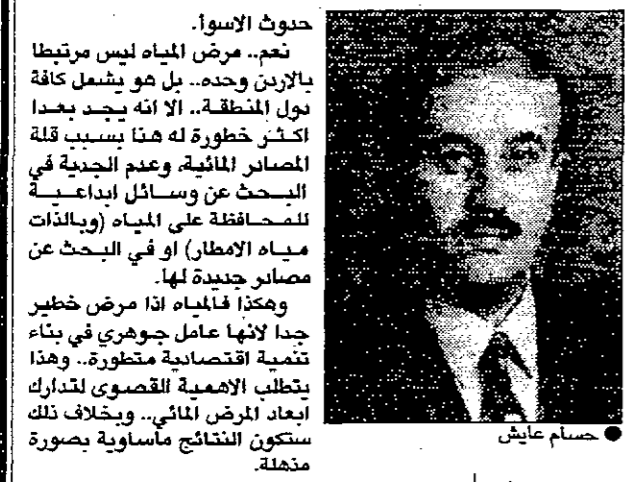 حدوث الاسوأ.
نعم.. مرض المياه ليس مرتبطا
بالاردن وحده.. بل هو يشمل كافة
دول المنطقة.. الا انه يجد بعدا
اكثر خطورة له هنا بسبب قلة
المصادر المائية، وعدم الجدية في
البحث عن وسائل ابداعية
للمحافظة على المياه (وبالذات
مياه الامطار) او في البحث عن
مصادر جديدة لها.
وهكذا فالمياه اذا مرض خطير
جدا لانها عامل جوهري في بناء
تنمية اقتصادية متطورة.. وهذا
يتطلب الاهمية القصوى لتدارك
ابعاد المرض المائي.. وبخلاف ذلك
ستكون النتائج مأساوية بصورة
مذهلة.
● حسام عايش